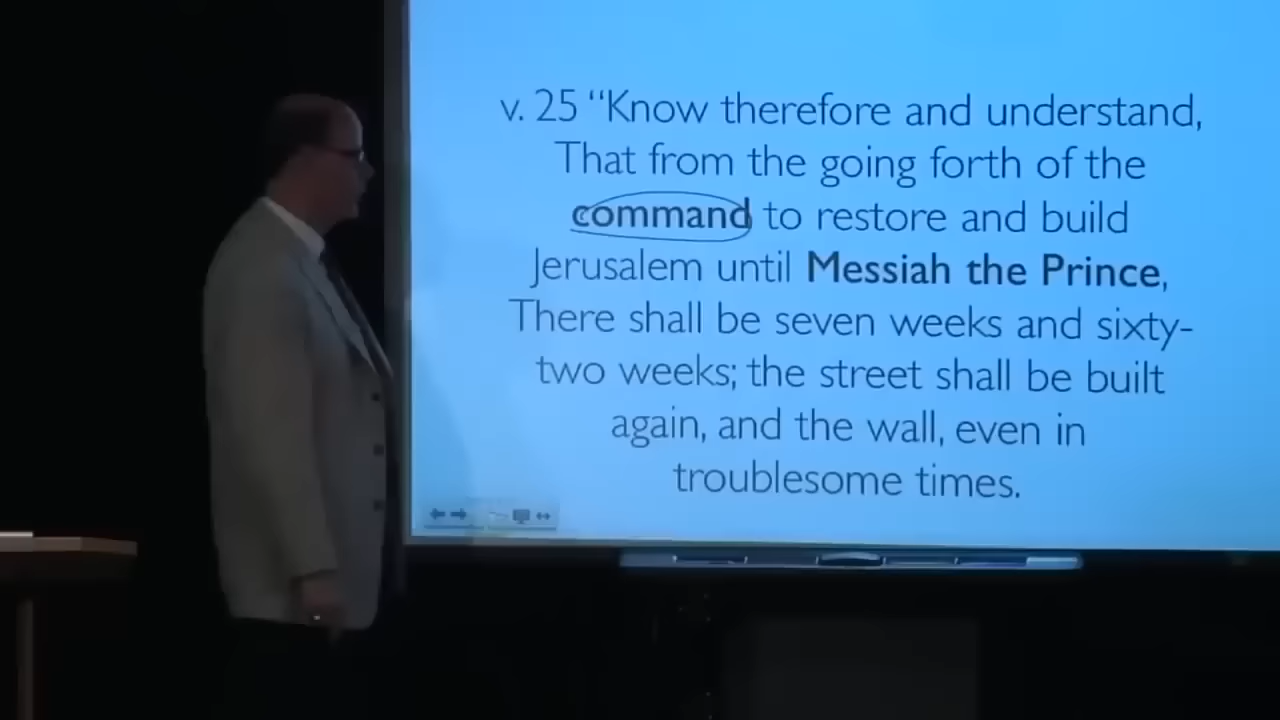 v. 25 “Know therefore and understand,
That from the going forth of the
command to restore and build
Jerusalem until Messiah the Prince,
There shall be seven weeks and sixty-
two weeks; the street shall be built
again, and the wall, even in
troublesome times.